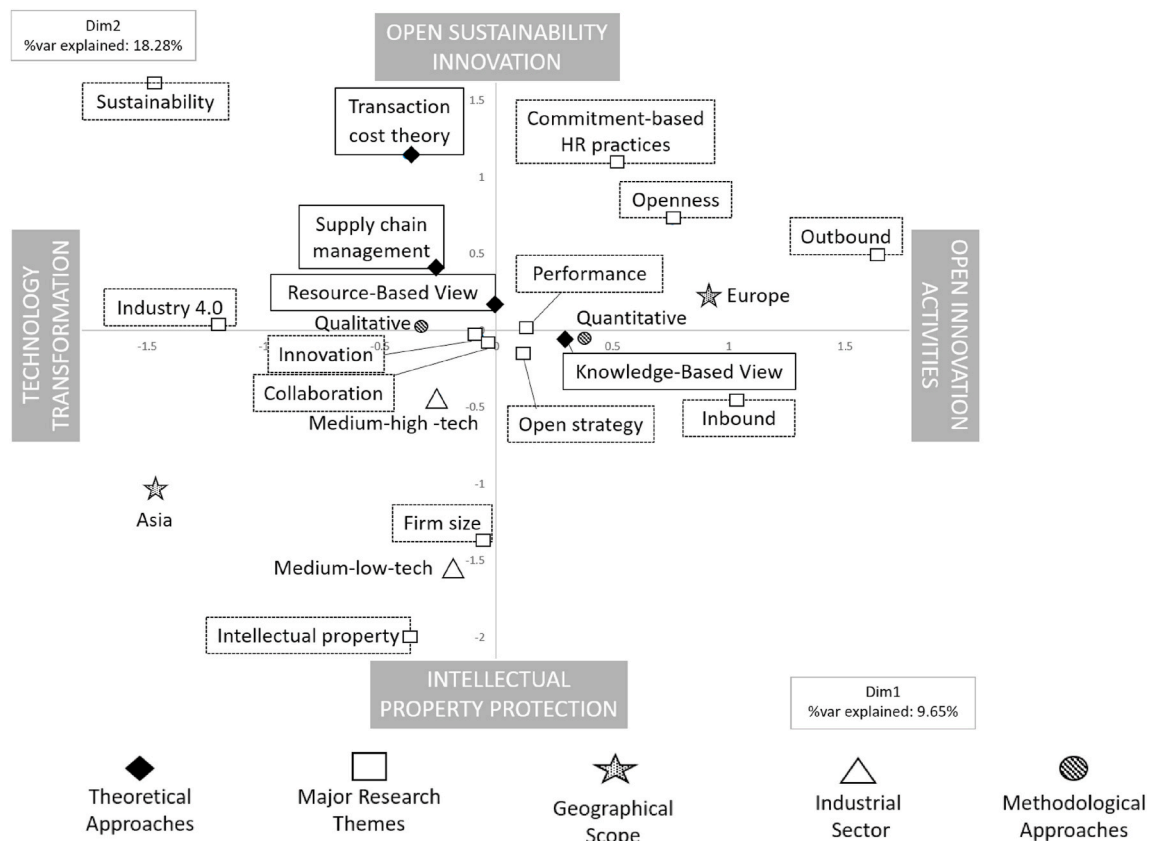 Dim2
%var explained: 18.28%
OPEN SUSTAINABILITY
INNOVATION
Sustainability
1.5
Transaction
cost theory
Commitment-based
HR practices
1
Openness
Supply chain
management
0.5
Outbound
TECHNOLOGY
TRANSFORMATION
OPEN INNOVATION
ACTIVITIES
Performance
Resource-Based View
Europe
Industry 4.0
Qualitative
Quantitative
0
-1.5
-1
-0.5
0
0.5
1
1.5
Innovation
Knowledge-Based View
Collaboration
-0.5
Medium-high -tech
Open strategy
Inbound
-1
Asia
Firm size
-1.5
Medium-low-tech
Intellectual property
-2
INTELLECTUAL
PROPERTY PROTECTION
Dim1
%var explained: 9.65%
Theoretical
Approaches
Major Research
Themes
Geographical
Scope
Industrial
Sector
Methodological
Approaches